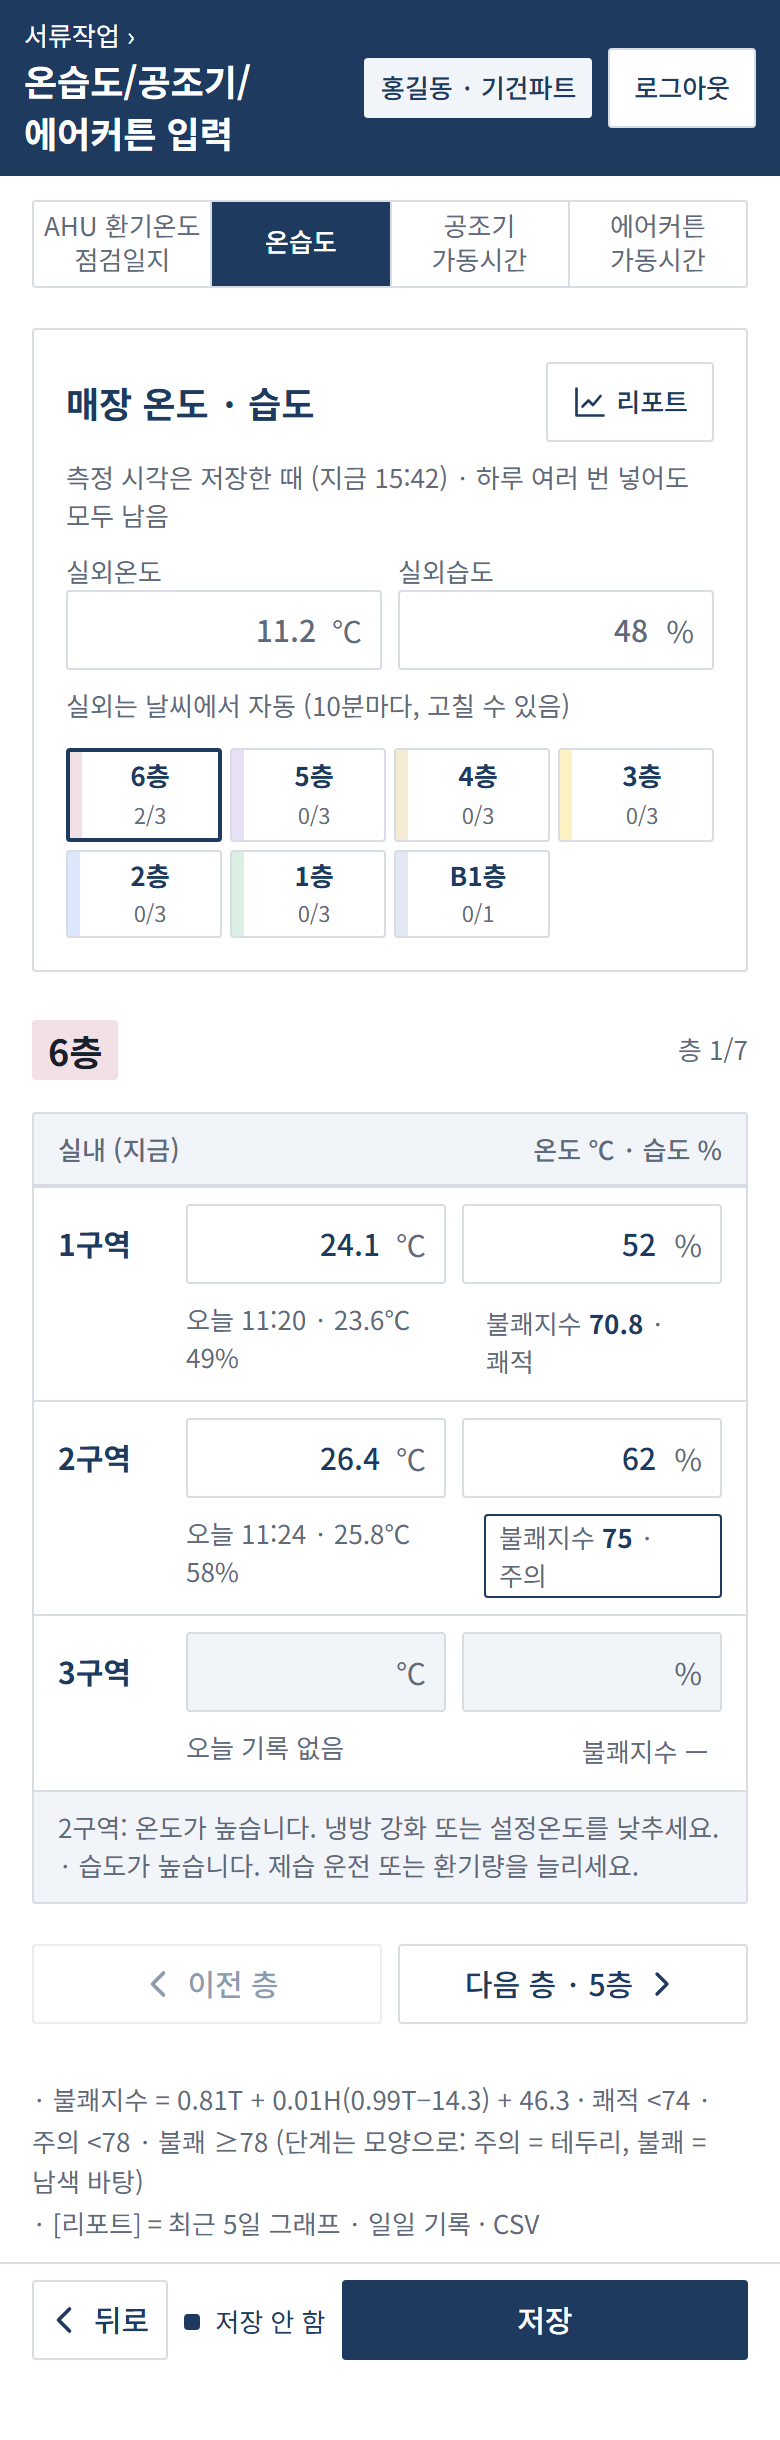 서류작업 ›
온습도/공조기/
에어커튼 입력
홍길동 · 기건파트
로그아웃
AHU 환기온도
점검일지
온습도
공조기
가동시간
에어커튼
가동시간
매장 온도 · 습도
리포트
측정 시각은 저장한 때 (지금 15:42) · 하루 여러 번 넣어도
모두 남음
실외온도
실외습도
11.2 ℃
48 %
실외는 날씨에서 자동 (10분마다, 고칠 수 있음)
6층
2/3
5층
0/3
4층
0/3
3층
0/3
2층
0/3
1층
0/3
B1층
0/1
6층
층 1/7
실내 (지금)
온도 ℃ · 습도 %
1구역
24.1 ℃
52 %
오늘 11:20 · 23.6℃
49%
불쾌지수 70.8 ·
쾌적
2구역
26.4 ℃
62 %
오늘 11:24 · 25.8℃
58%
불쾌지수 75 ·
주의
3구역
℃
%
오늘 기록 없음
불쾌지수 —
2구역: 온도가 높습니다. 냉방 강화 또는 설정온도를 낮추세요.
· 습도가 높습니다. 제습 운전 또는 환기량을 늘리세요.
이전 층
다음 층 · 5층
· 불쾌지수 = 0.81T + 0.01H(0.99T−14.3) + 46.3 · 쾌적 <74 ·
주의 <78 · 불쾌 ≥78 (단계는 모양으로: 주의 = 테두리, 불쾌 =
남색 바탕)
· [리포트] = 최근 5일 그래프 · 일일 기록 · CSV
뒤로
저장 안 함
저장